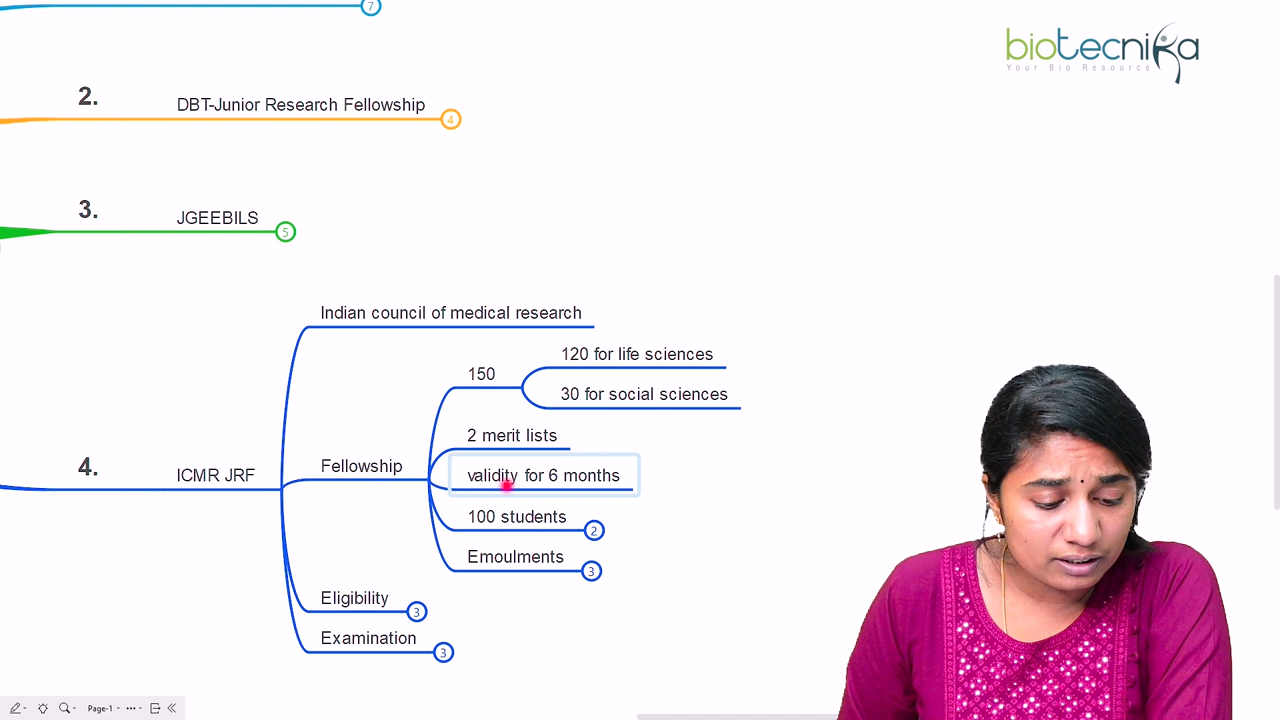 7
biotecnika
Your Bio Resource
2. DBT-Junior Research Fellowship 4
3. JGEEBILS 5
Indian council of medical research
120 for life sciences
150
30 for social sciences
2 merit lists
Fellowship
4. ICMR JRF
validity for 6 months
100 students 2
Emoulments 3
Eligibility 3
Examination 3
Page-1